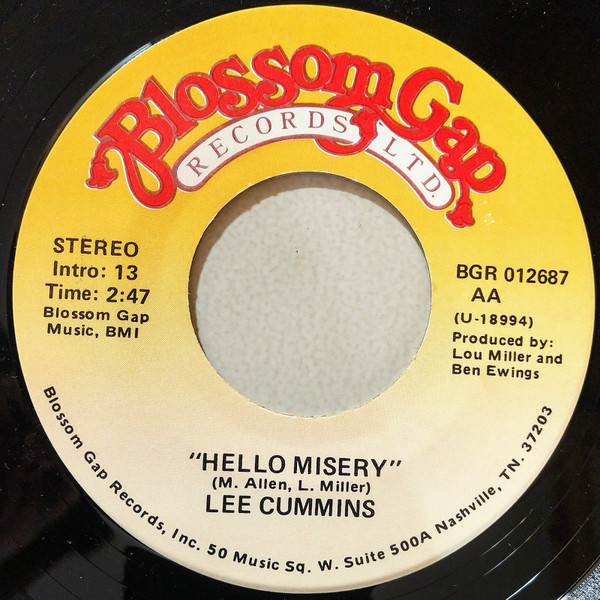 Blossom Gap
RECORDS, LTD.
STEREO
Intro: 13
Time: 2:47
Blossom Gap
Music, BMI
BGR 012687
AA
(U-18994)
Produced by:
Lou Miller and
Ben Ewings
"HELLO MISERY"
(M. Allen, L. Miller)
LEE CUMMINS
Blossom Gap Records, Inc. 50 Music Sq. W. Suite 500A Nashville, TN. 37203